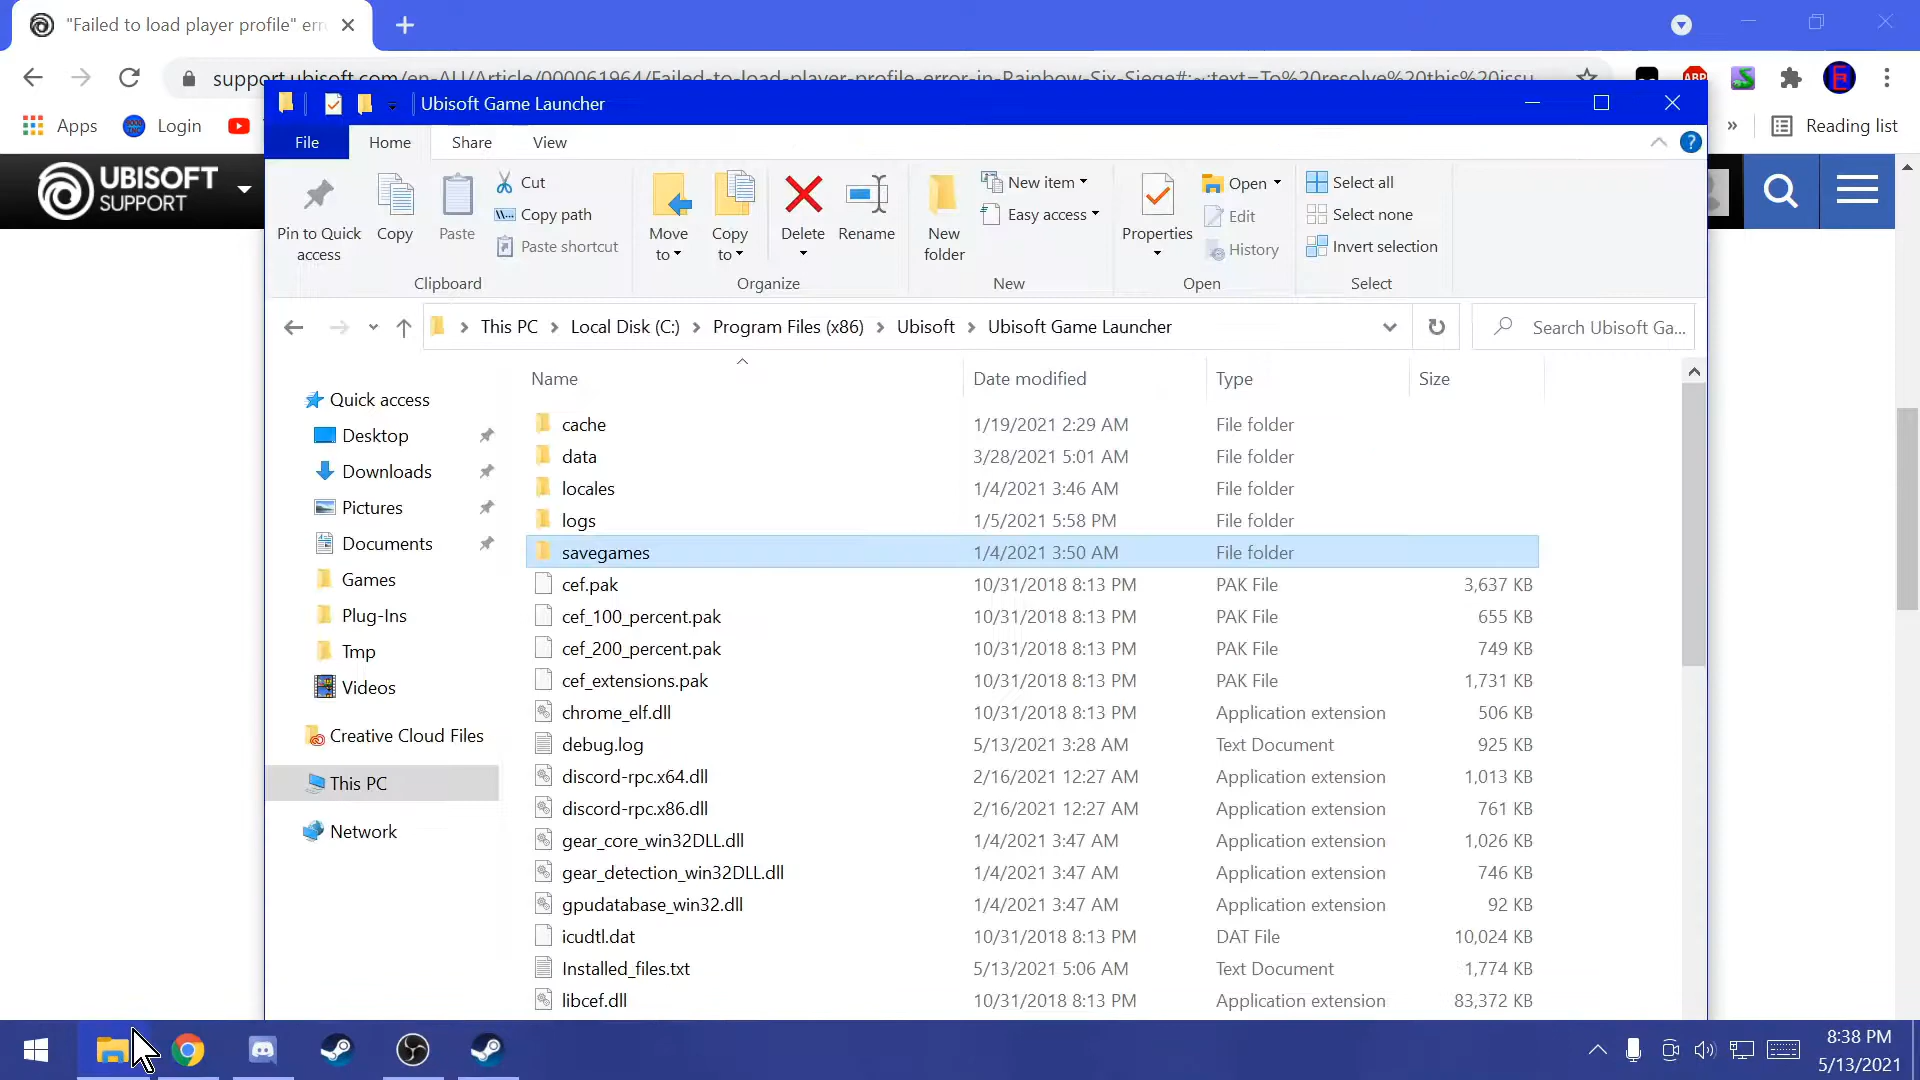 "Failed to load player profile" err
support.ubisoft.com/en-AU/Article/000061964/Failed-to-load-player-profile-error-in-Rainbow-Six-Siege#:~:text=To%20resolve%20this%20issu
ABP
Apps
Login
Reading list
UBISOFT
SUPPORT
Ubisoft Game Launcher
File
Home
Share
View
Pin to Quick
access
Copy
Paste
Cut
Copy path
Paste shortcut
Clipboard
Move
to
Copy
to
Delete
Rename
Organize
New
folder
New item
Easy access
New
Properties
Open
Edit
History
Open
Select all
Select none
Invert selection
Select
This PC
Local Disk (C:)
Program Files (x86)
Ubisoft
Ubisoft Game Launcher
Search Ubisoft Ga...
Name
Date modified
Type
Size
Quick access
Desktop
Downloads
Pictures
Documents
Games
Plug-Ins
Tmp
Videos
Creative Cloud Files
This PC
Network
cache 1/19/2021 2:29 AM File folder
data 3/28/2021 5:01 AM File folder
locales 1/4/2021 3:46 AM File folder
logs 1/5/2021 5:58 PM File folder
savegames 1/4/2021 3:50 AM File folder
cef.pak 10/31/2018 8:13 PM PAK File 3,637 KB
cef_100_percent.pak 10/31/2018 8:13 PM PAK File 655 KB
cef_200_percent.pak 10/31/2018 8:13 PM PAK File 749 KB
cef_extensions.pak 10/31/2018 8:13 PM PAK File 1,731 KB
chrome_elf.dll 10/31/2018 8:13 PM Application extension 506 KB
debug.log 5/13/2021 3:28 AM Text Document 925 KB
discord-rpc.x64.dll 2/16/2021 12:27 AM Application extension 1,013 KB
discord-rpc.x86.dll 2/16/2021 12:27 AM Application extension 761 KB
gear_core_win32DLL.dll 1/4/2021 3:47 AM Application extension 1,026 KB
gear_detection_win32DLL.dll 1/4/2021 3:47 AM Application extension 746 KB
gpudatabase_win32.dll 1/4/2021 3:47 AM Application extension 92 KB
icudtl.dat 10/31/2018 8:13 PM DAT File 10,024 KB
Installed_files.txt 5/13/2021 5:06 AM Text Document 1,774 KB
libcef.dll 10/31/2018 8:13 PM Application extension 83,372 KB
8:38 PM
5/13/2021